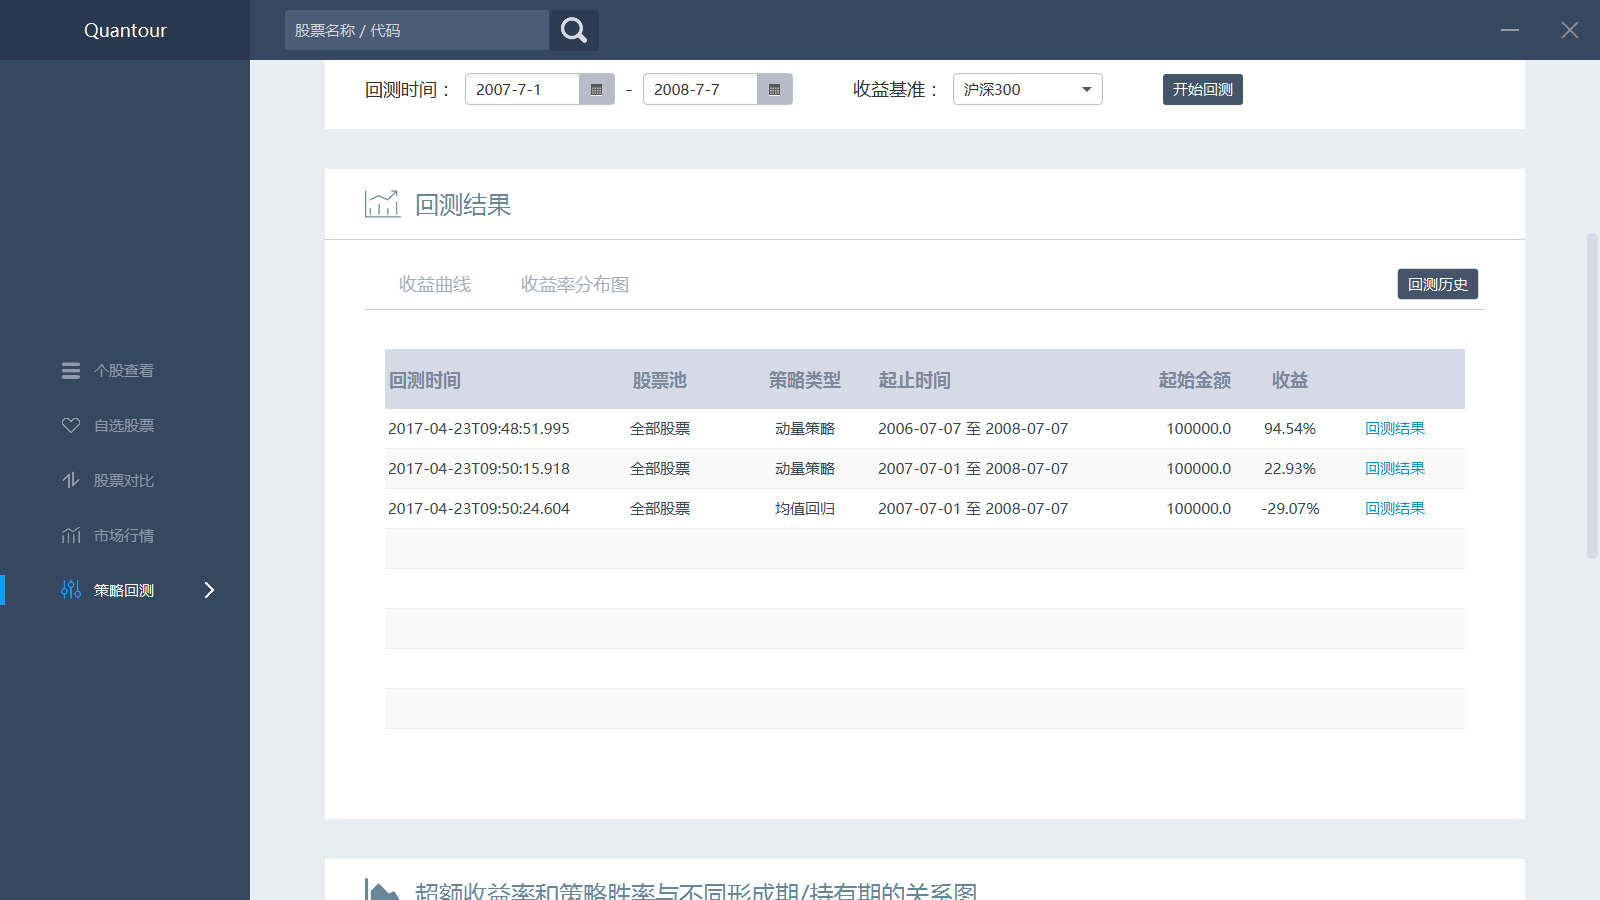 Quantour
股票名称 / 代码
回测时间： 2007-7-1 - 2008-7-7 收益基准： 沪深300 开始回测
回测结果
收益曲线 收益率分布图 回测历史
回测时间 股票池 策略类型 起止时间 起始金额 收益
2017-04-23T09:48:51.995 全部股票 动量策略 2006-07-07 至 2008-07-07 100000.0 94.54% 回测结果
2017-04-23T09:50:15.918 全部股票 动量策略 2007-07-01 至 2008-07-07 100000.0 22.93% 回测结果
2017-04-23T09:50:24.604 全部股票 均值回归 2007-07-01 至 2008-07-07 100000.0 -29.07% 回测结果
个股查看
自选股票
股票对比
市场行情
策略回测
超额收益率和策略胜率与不同形成期/持有期的关系图